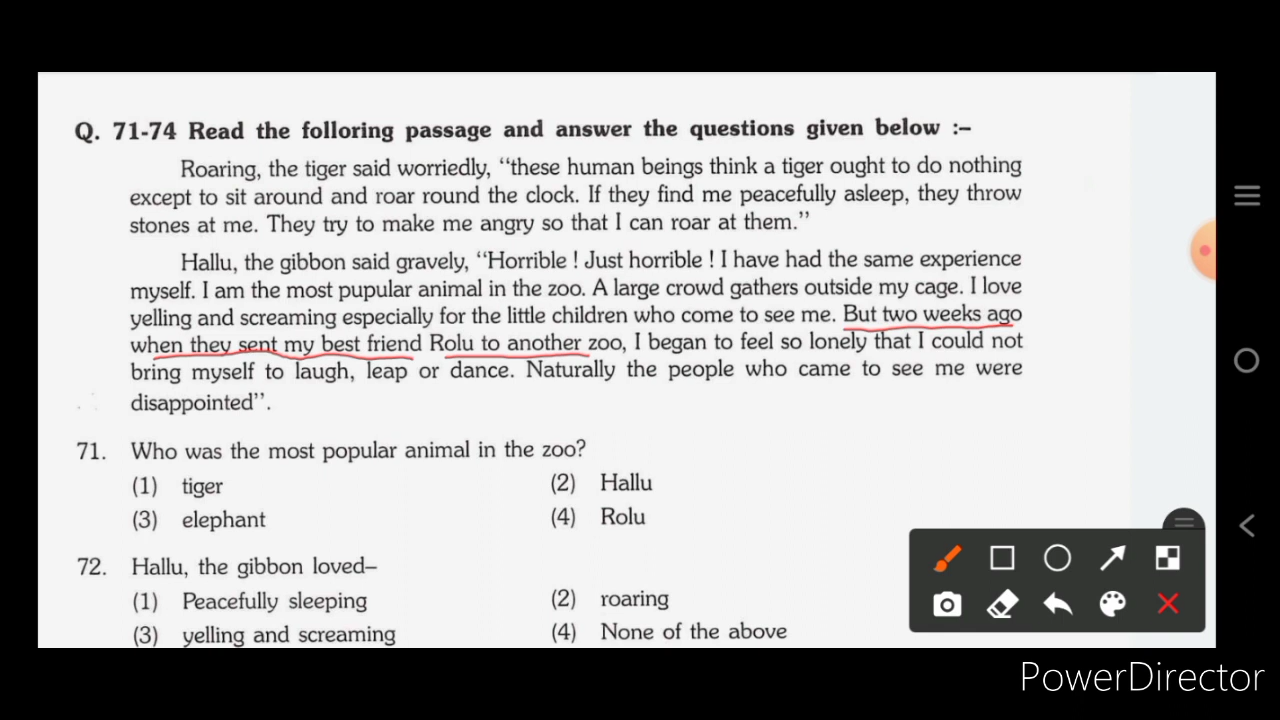 Q. 71-74 Read the folloring passage and answer the questions given below :–
Roaring, the tiger said worriedly, “these human beings think a tiger ought to do nothing
except to sit around and roar round the clock. If they find me peacefully asleep, they throw
stones at me. They try to make me angry so that I can roar at them.”
Hallu, the gibbon said gravely, “Horrible ! Just horrible ! I have had the same experience
myself. I am the most pupular animal in the zoo. A large crowd gathers outside my cage. I love
yelling and screaming especially for the little children who come to see me. But two weeks ago
when they sent my best friend Rolu to another zoo, I began to feel so lonely that I could not
bring myself to laugh, leap or dance. Naturally the people who came to see me were
disappointed”.
71. Who was the most popular animal in the zoo?
(1) tiger (2) Hallu
(3) elephant (4) Rolu
72. Hallu, the gibbon loved–
(1) Peacefully sleeping (2) roaring
(3) yelling and screaming (4) None of the above
PowerDirector